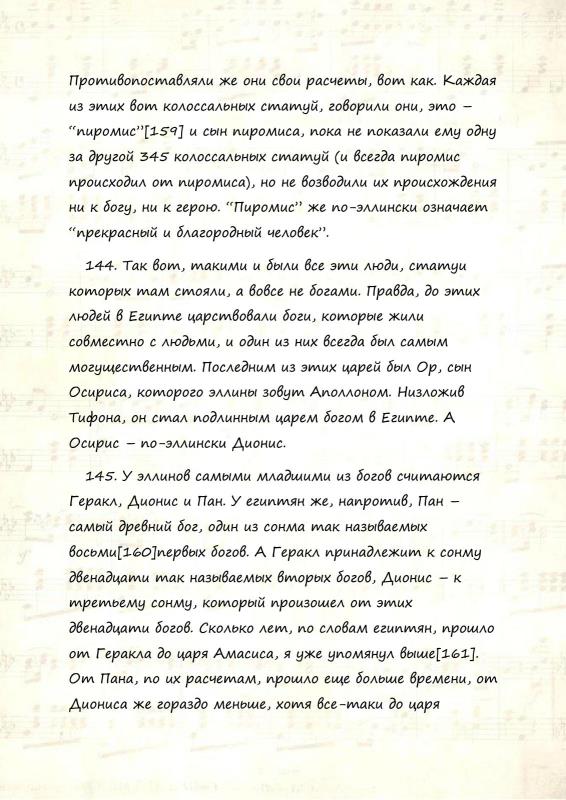 Противопоставляли же они свои расчеты, вот как. Каждая
из этих вот колоссальных статуй, говорили они, это –
“пиромис”[159] и сын пиромиса, пока не показали ему одну
за другой 345 колоссальных статуй (и всегда пиромис
происходил от пиромиса), но не возводили их происхождения
ни к богу, ни к герою. “Пиромис” же по-эллински означает
“прекрасный и благородный человек”.
144. Так вот, такими и были все эти люди, статуи
которых там стояли, а вовсе не богами. Правда, до этих
людей в Египте царствовали боги, которые жили
совместно с людьми, и один из них всегда был самым
могущественным. Последним из этих царей был Ор, сын
Осириса, которого эллины зовут Аполлоном. Низложив
Тифона, он стал подлинным царем богом в Египте. А
Осирис – по-эллински Дионис.
145. У эллинов самыми младшими из богов считаются
Геракл, Дионис и Пан. У египтян же, напротив, Пан –
самый древний бог, один из сонма так называемых
восьми[160]первых богов. А Геракл принадлежит к сонму
двенадцати так называемых вторых богов, Дионис – к
третьему сонму, который произошел от этих
двенадцати богов. Сколько лет, по словам египтян, прошло
от Геракла до царя Амасиса, я уже упомянул выше[161].
От Пана, по их расчетам, прошло еще больше времени, от
Диониса же гораздо меньше, хотя все-таки до царя